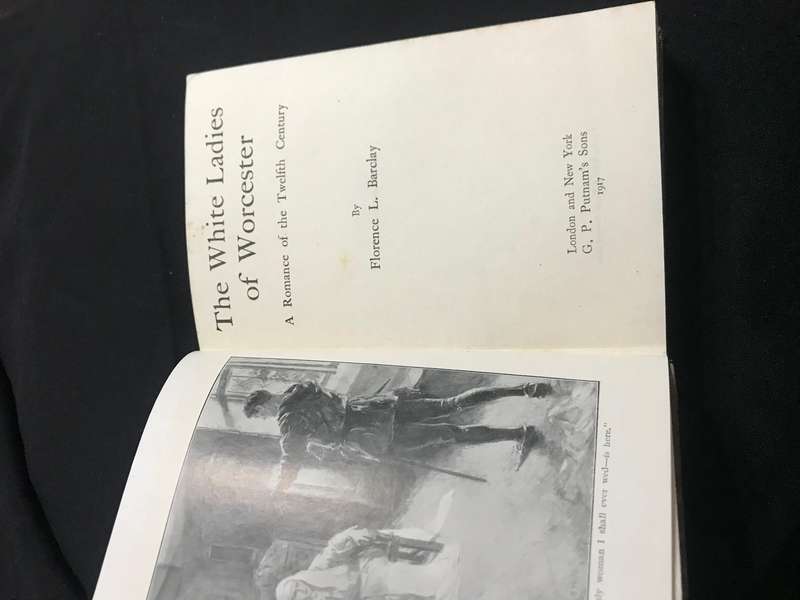 The White Ladies
of Worcester
A Romance of the Twelfth Century
By
Florence L. Barclay
London and New York
G. P. Putnam's Sons
1917
woman I shall ever wed—is here."